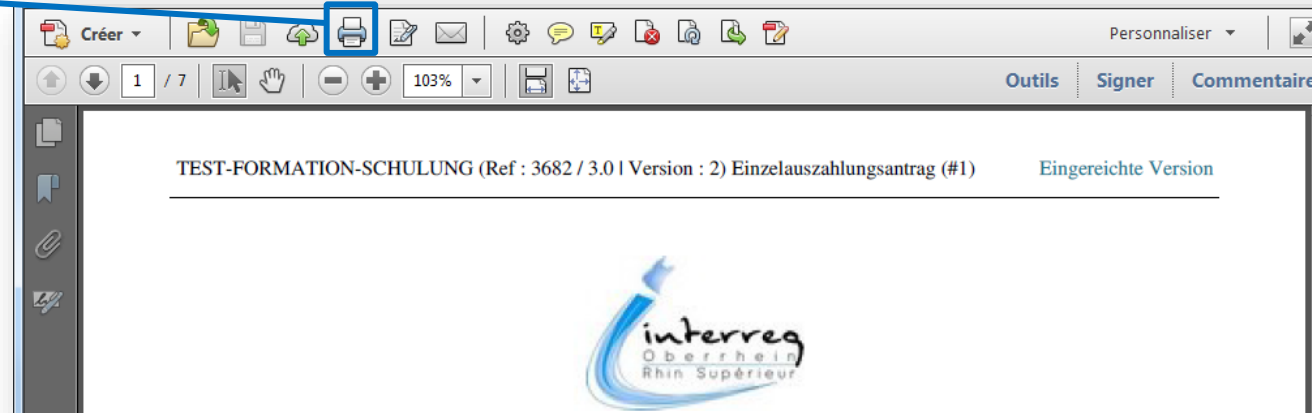 Créer
Personnaliser
1 / 7
103%
Outils
Signer
Commentaire
TEST-FORMATION-SCHULUNG (Ref : 3682 / 3.0 | Version : 2) Einzelauszahlungsantrag (#1)
Eingereichte Version
interreg
Oberrhein
Rhin Supérieur